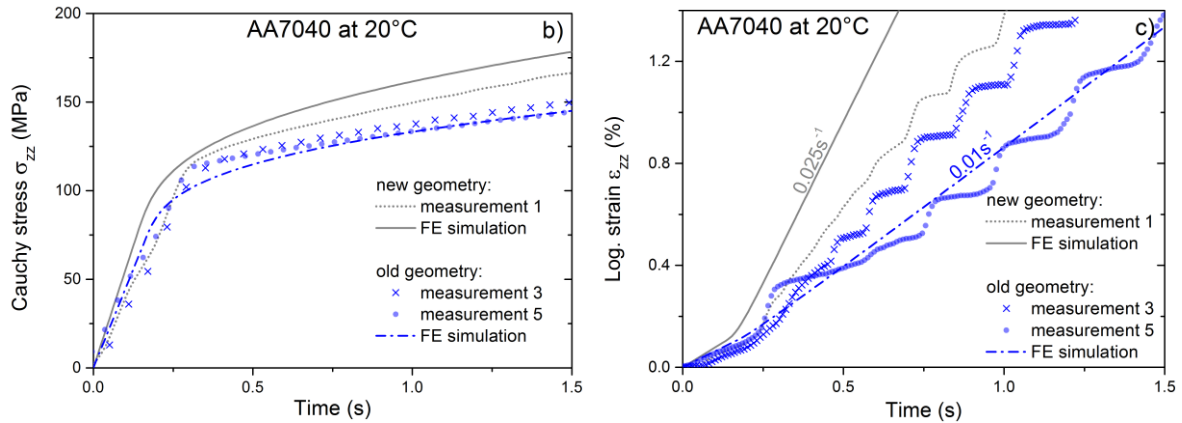 AA7040 at 20°C
b)
Cauchy stress σzz (MPa)
200
150
100
50
0
new geometry:
measurement 1
FE simulation
old geometry:
measurement 3
measurement 5
FE simulation
0.0
0.5
1.0
1.5
Time (s)
AA7040 at 20°C
c)
Log. strain εzz (%)
1.2
0.8
0.4
0.0
0.025s-1
0.01s-1
new geometry:
measurement 1
FE simulation
old geometry:
measurement 3
measurement 5
FE simulation
0.0
0.5
1.0
1.5
Time (s)